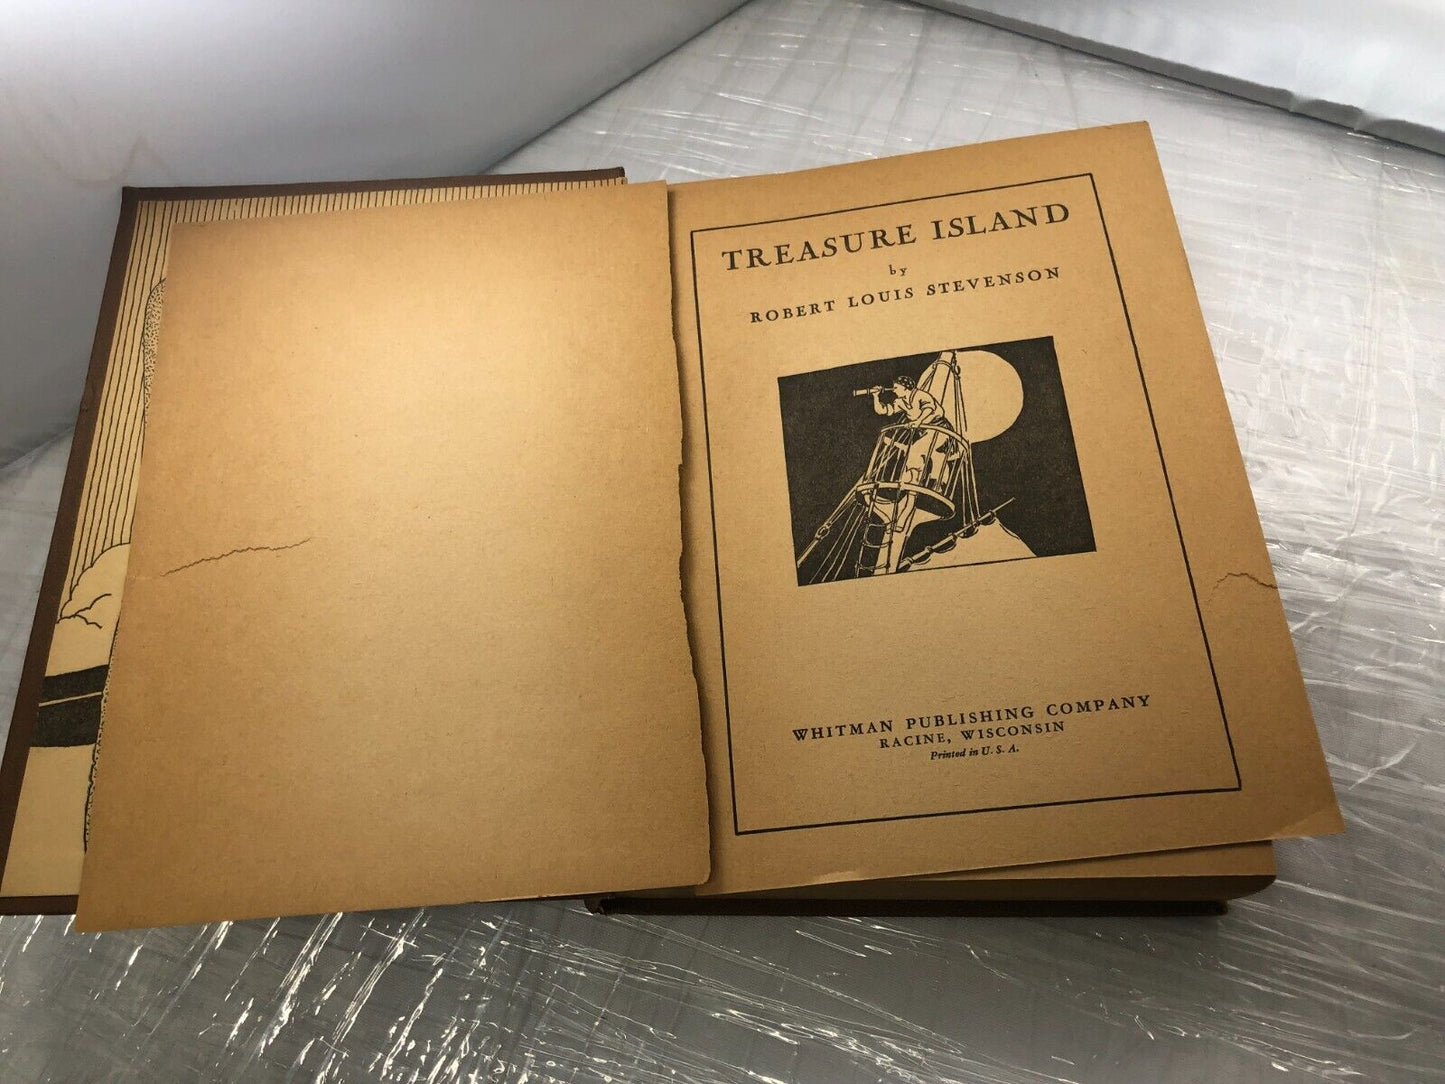 TREASURE ISLAND
by
ROBERT LOUIS STEVENSON
WHITMAN PUBLISHING COMPANY
RACINE, WISCONSIN
Printed in U. S. A.